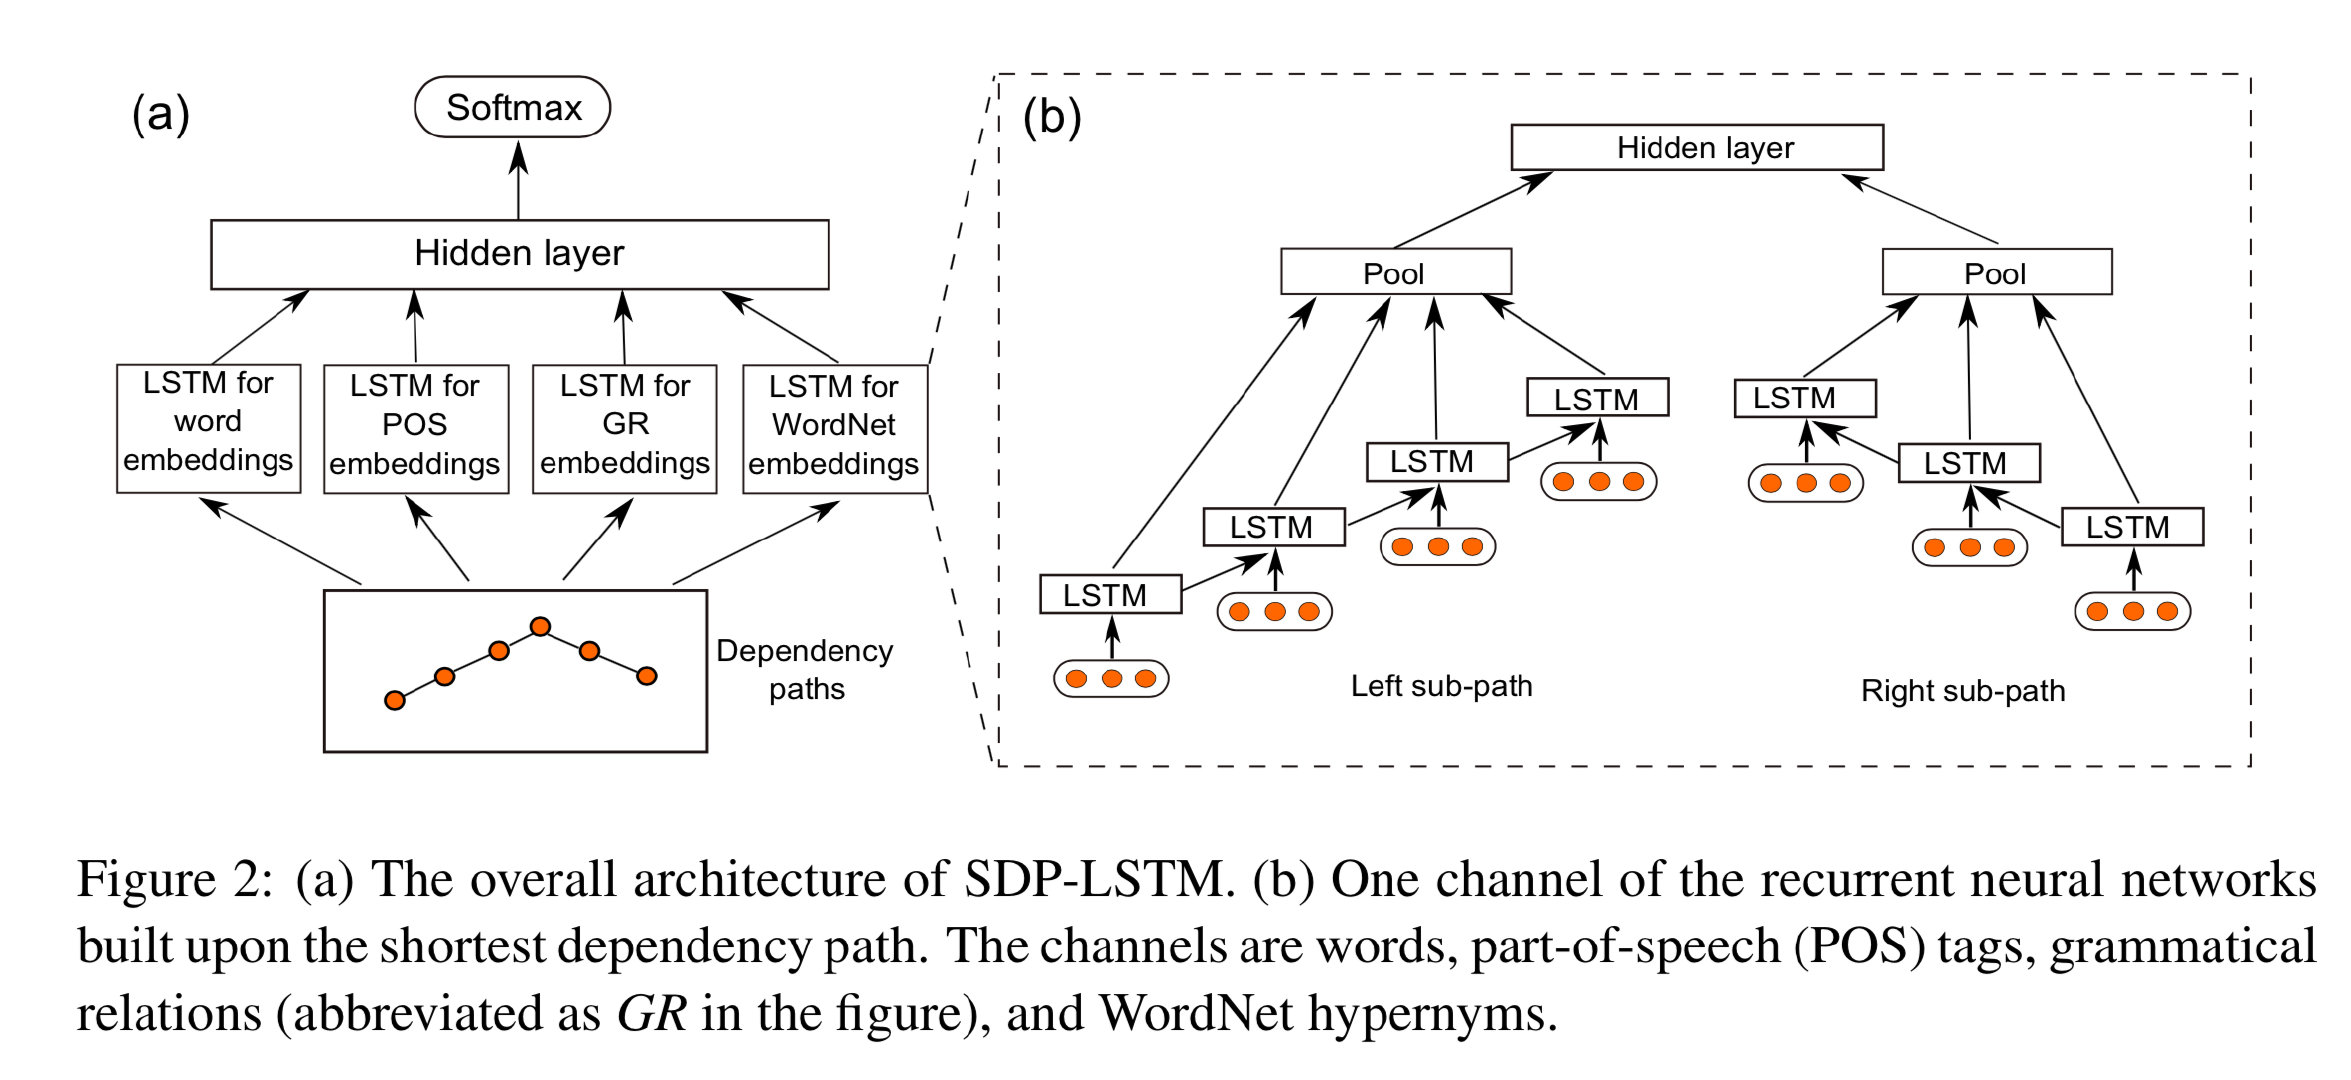 (a)
Softmax
Hidden layer
LSTM for
word
embeddings
LSTM for
POS
embeddings
LSTM for
GR
embeddings
LSTM for
WordNet
embeddings
Dependency
paths
(b)
Hidden layer
Pool
Pool
LSTM
LSTM
LSTM
LSTM
LSTM
LSTM
LSTM
Left sub-path
Right sub-path
Figure 2: (a) The overall architecture of SDP-LSTM. (b) One channel of the recurrent neural networks
built upon the shortest dependency path. The channels are words, part-of-speech (POS) tags, grammatical
relations (abbreviated as GR in the figure), and WordNet hypernyms.